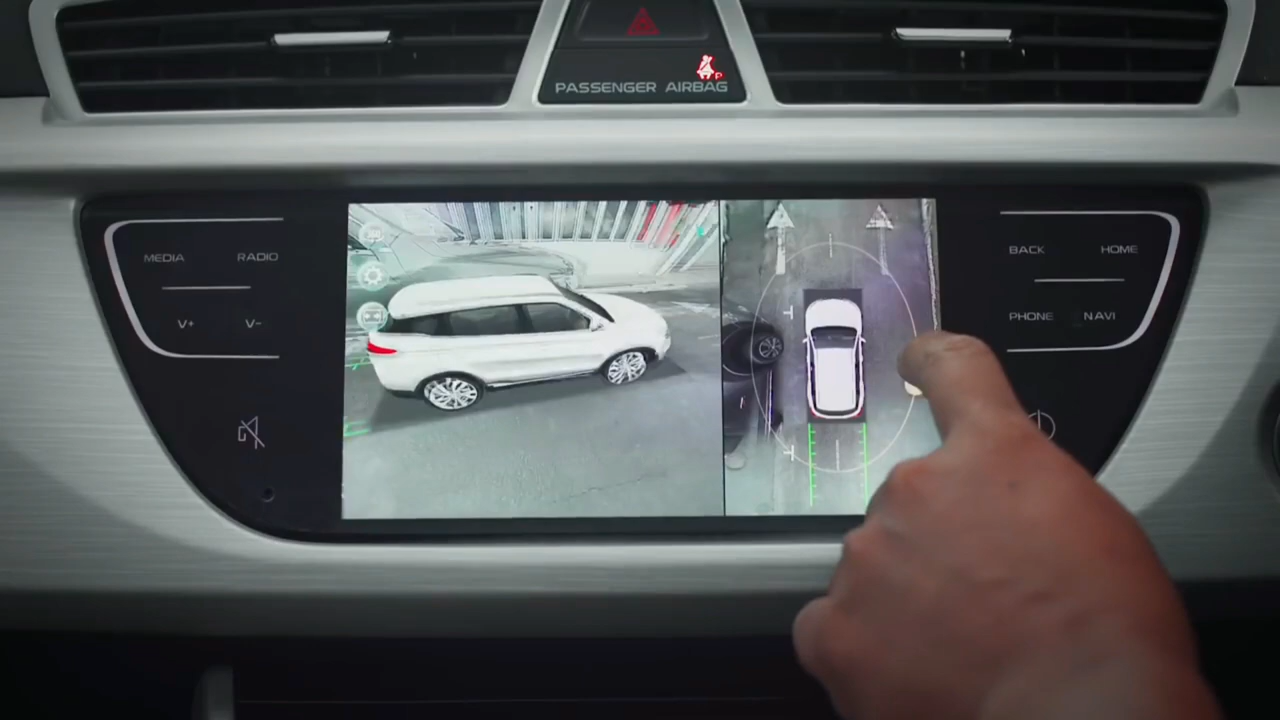 PASSENGER AIRBAG
P
MEDIA RADIO
V+ V-
BACK HOME
PHONE NAVI